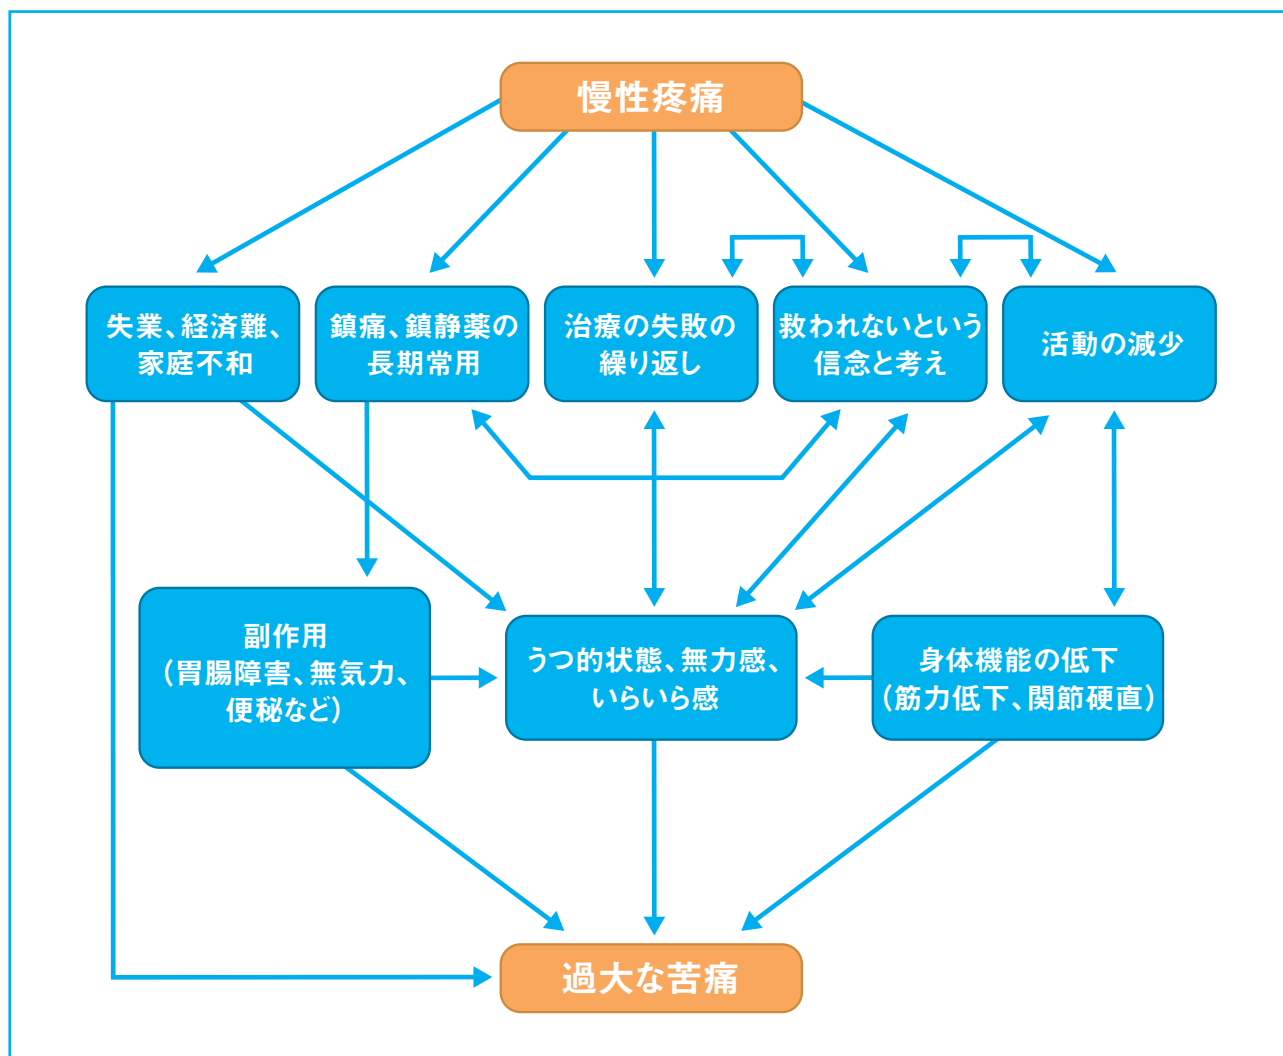 慢性疼痛
失業、経済難、
家庭不和
鎮痛、鎮静薬の
長期常用
治療の失敗の
繰り返し
救われないという
信念と考え
活動の減少
副作用
（胃腸障害、無気力、
便秘など）
うつ的状態、無力感、
いらいら感
身体機能の低下
（筋力低下、関節硬直）
過大な苦痛